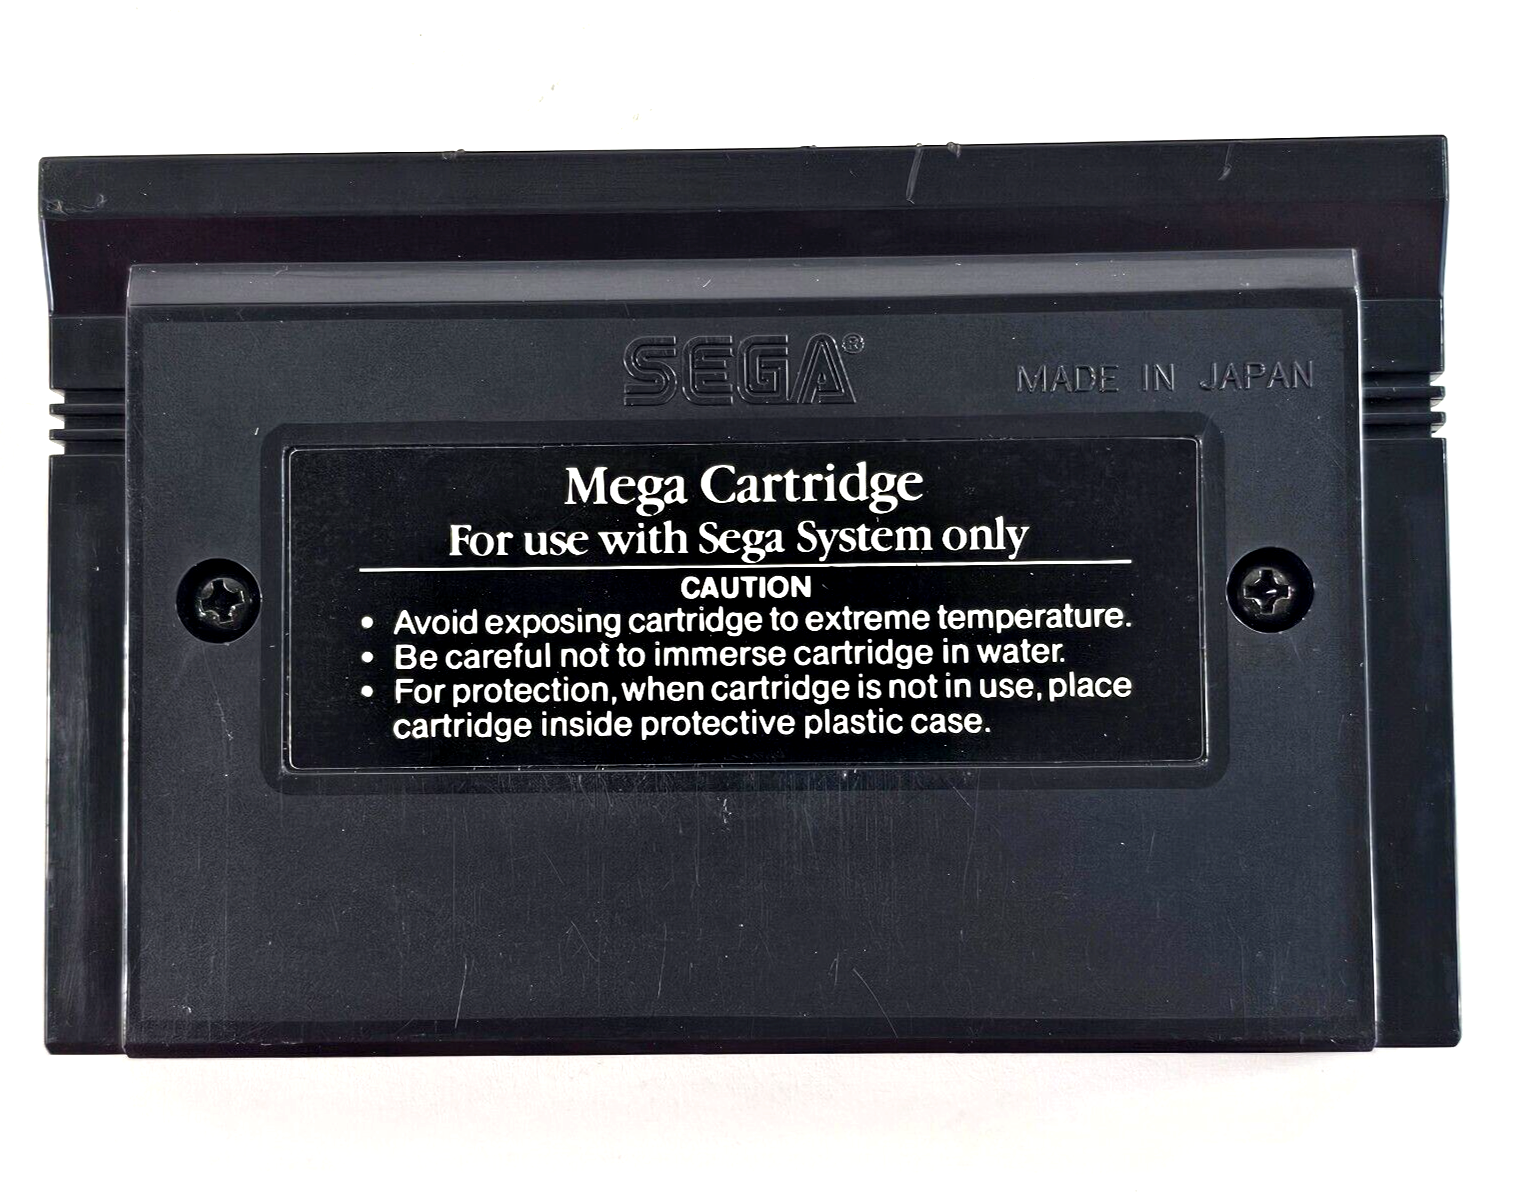 SEGA®
MADE IN JAPAN
Mega Cartridge
For use with Sega System only
CAUTION
• Avoid exposing cartridge to extreme temperature.
• Be careful not to immerse cartridge in water.
• For protection, when cartridge is not in use, place
cartridge inside protective plastic case.